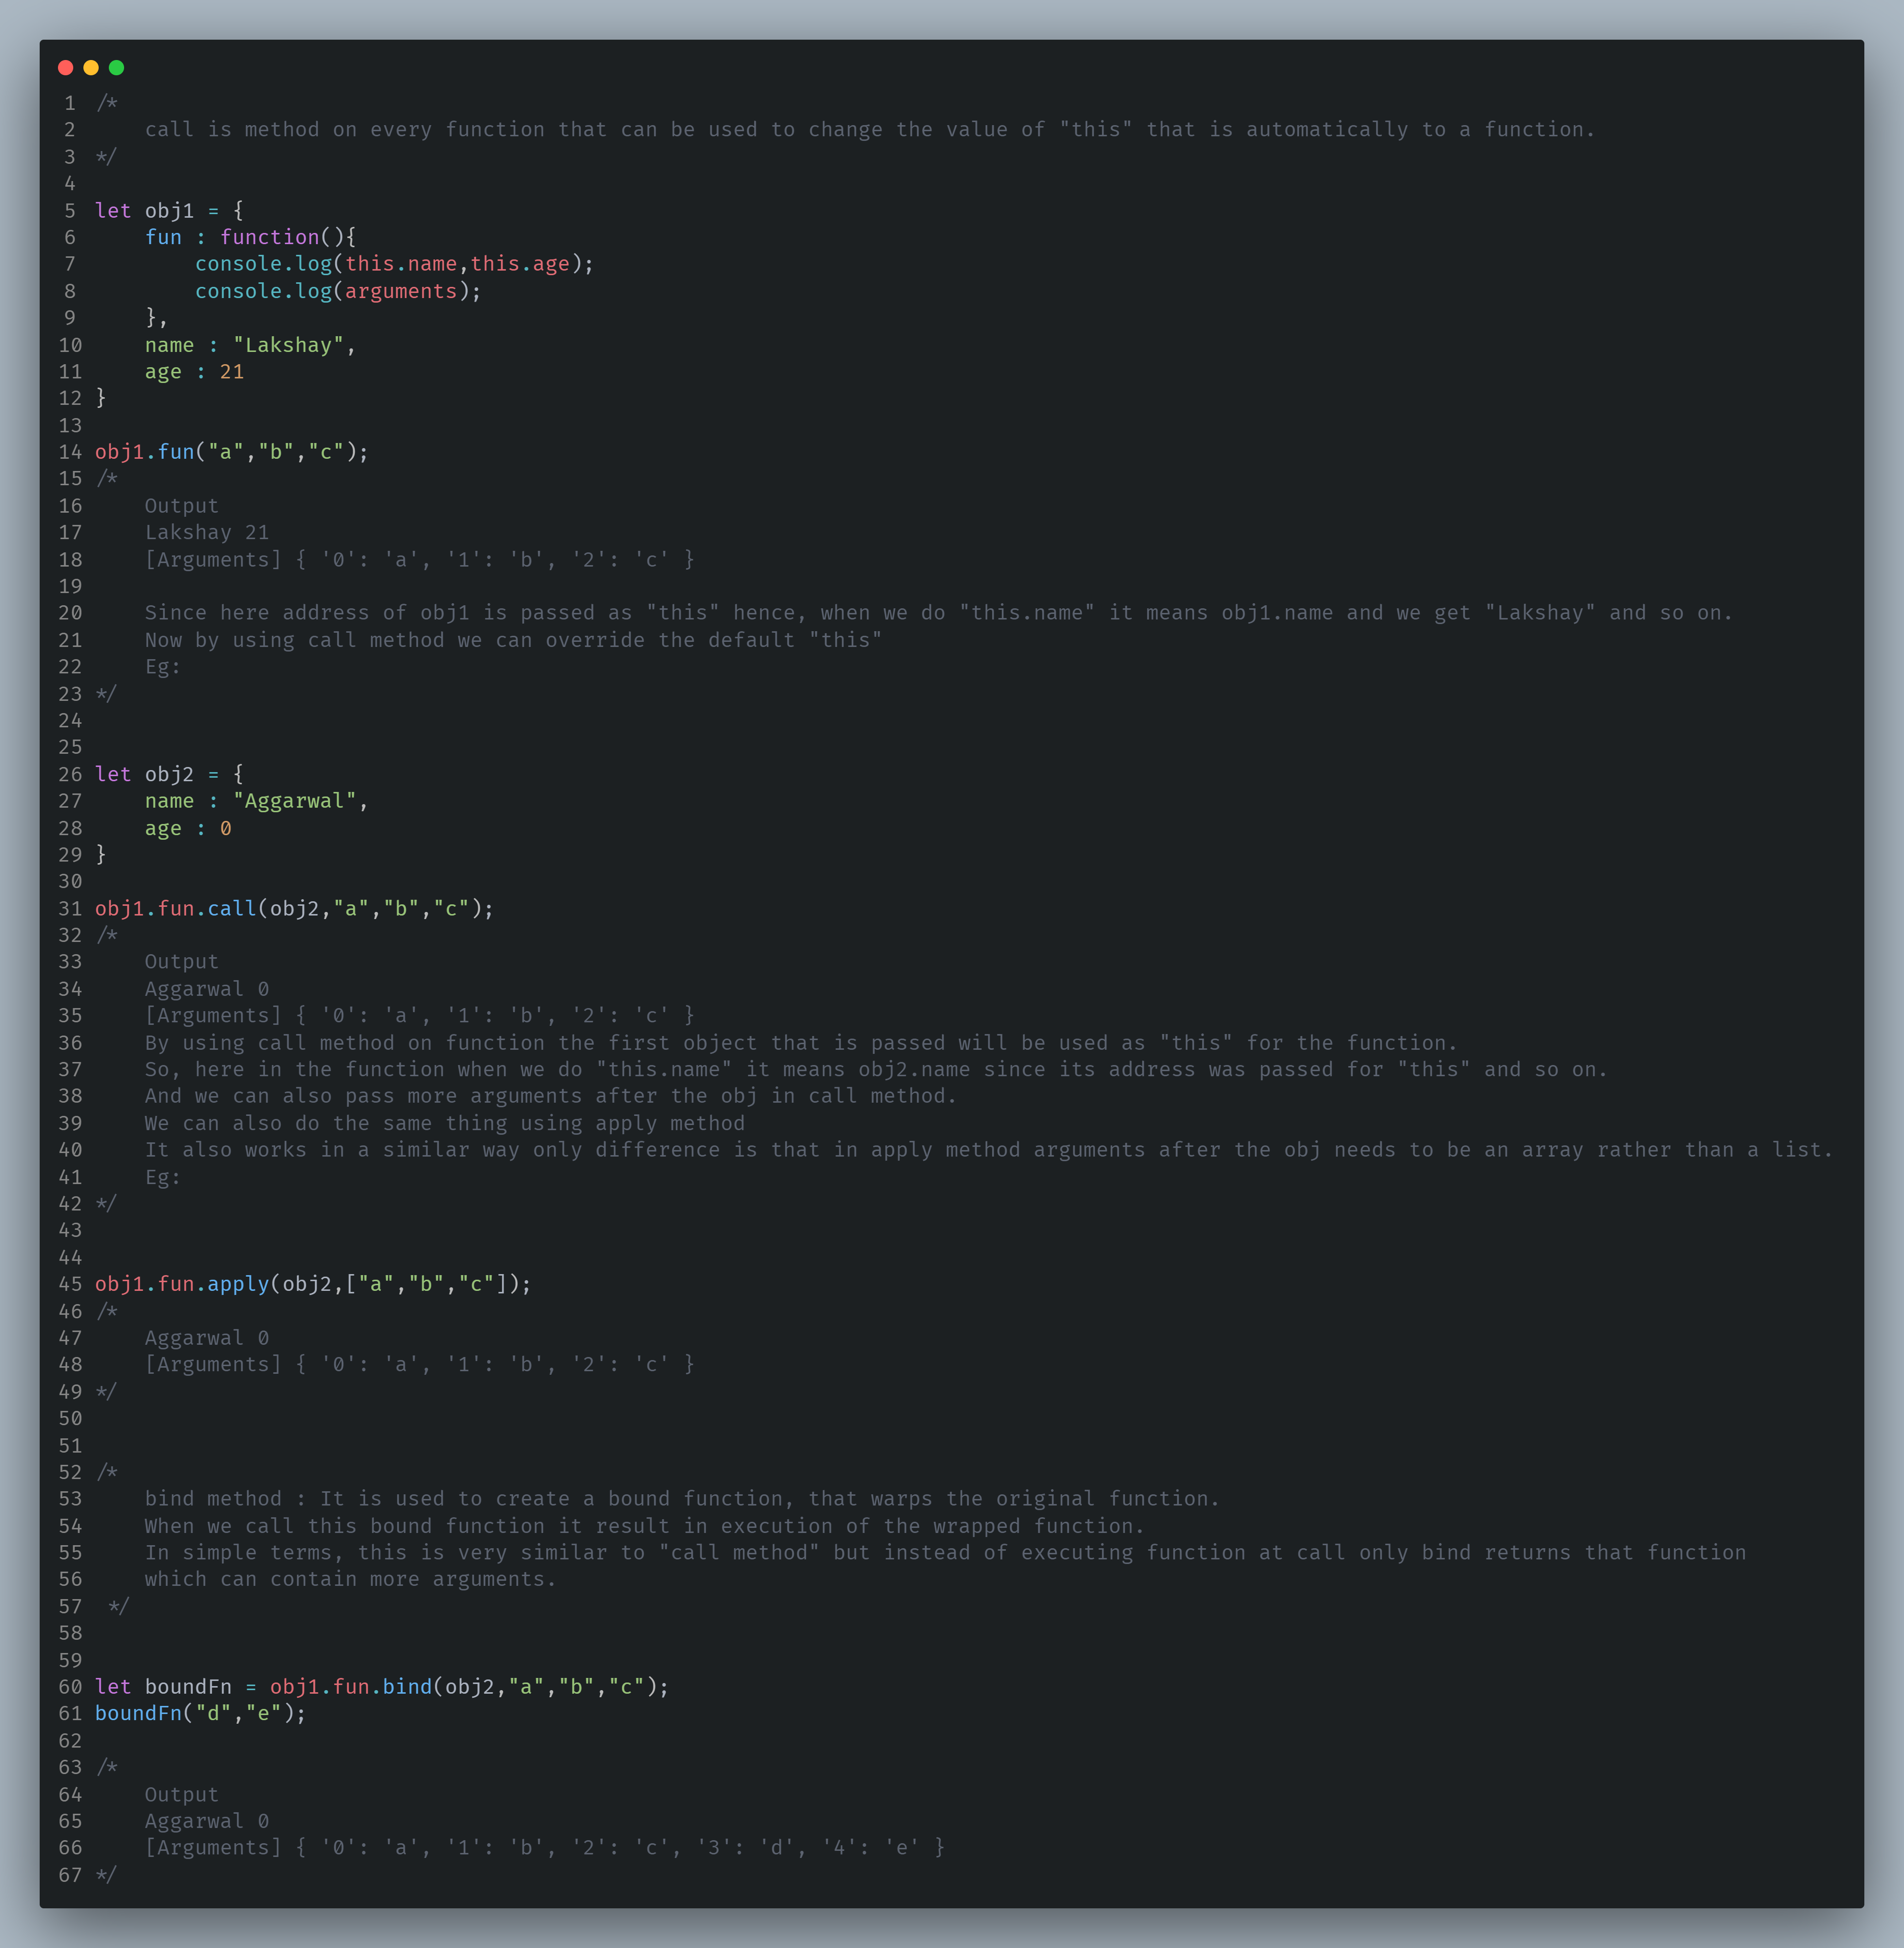 1 /*
2     call is method on every function that can be used to change the value of "this" that is automatically to a function.
3 */
4
5 let obj1 = {
6     fun : function(){
7         console.log(this.name,this.age);
8         console.log(arguments);
9     },
10     name : "Lakshay",
11     age : 21
12 }
13
14 obj1.fun("a","b","c");
15 /*
16     Output
17     Lakshay 21
18     [Arguments] { '0': 'a', '1': 'b', '2': 'c' }
19
20     Since here address of obj1 is passed as "this" hence, when we do "this.name" it means obj1.name and we get "Lakshay" and so on.
21     Now by using call method we can override the default "this"
22     Eg:
23 */
24
25
26 let obj2 = {
27     name : "Aggarwal",
28     age : 0
29 }
30
31 obj1.fun.call(obj2,"a","b","c");
32 /*
33     Output
34     Aggarwal 0
35     [Arguments] { '0': 'a', '1': 'b', '2': 'c' }
36     By using call method on function the first object that is passed will be used as "this" for the function.
37     So, here in the function when we do "this.name" it means obj2.name since its address was passed for "this" and so on.
38     And we can also pass more arguments after the obj in call method.
39     We can also do the same thing using apply method
40     It also works in a similar way only difference is that in apply method arguments after the obj needs to be an array rather than a list.
41     Eg:
42 */
43
44
45 obj1.fun.apply(obj2,["a","b","c"]);
46 /*
47     Aggarwal 0
48     [Arguments] { '0': 'a', '1': 'b', '2': 'c' }
49 */
50
51
52 /*
53     bind method : It is used to create a bound function, that warps the original function.
54     When we call this bound function it result in execution of the wrapped function.
55     In simple terms, this is very similar to "call method" but instead of executing function at call only bind returns that function
56     which can contain more arguments.
57  */
58
59
60 let boundFn = obj1.fun.bind(obj2,"a","b","c");
61 boundFn("d","e");
62
63 /*
64     Output
65     Aggarwal 0
66     [Arguments] { '0': 'a', '1': 'b', '2': 'c', '3': 'd', '4': 'e' }
67 */